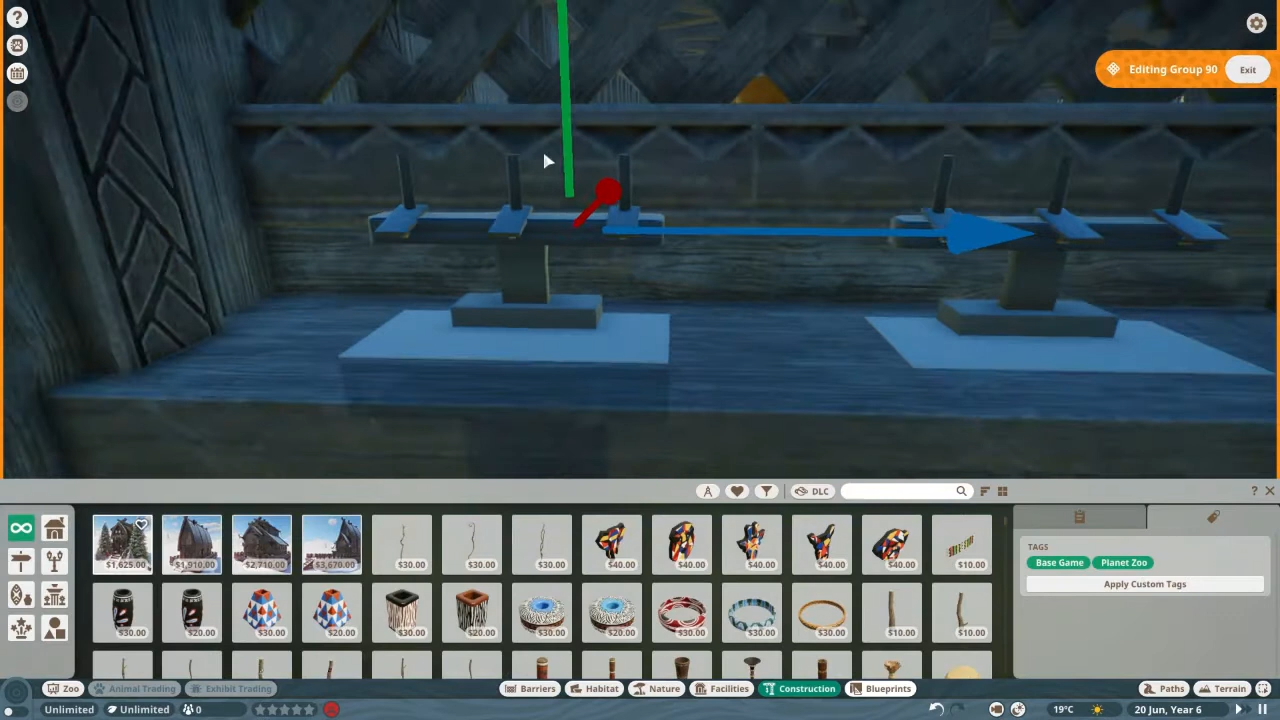 ?
Editing Group 90
Exit
DLC
?
$1,625.00
$1,910.00
$2,710.00
$3,670.00
$30.00
$30.00
$30.00
$40.00
$40.00
$40.00
$40.00
$40.00
$10.00
$30.00
$20.00
$30.00
$20.00
$30.00
$20.00
$30.00
$20.00
$30.00
$30.00
$20.00
$10.00
$10.00
TAGS
Base Game
Planet Zoo
Apply Custom Tags
Zoo
Animal Trading
Exhibit Trading
Barriers
Habitat
Nature
Facilities
Construction
Blueprints
Paths
Terrain
Unlimited
Unlimited
0
19°C
20 Jun, Year 6